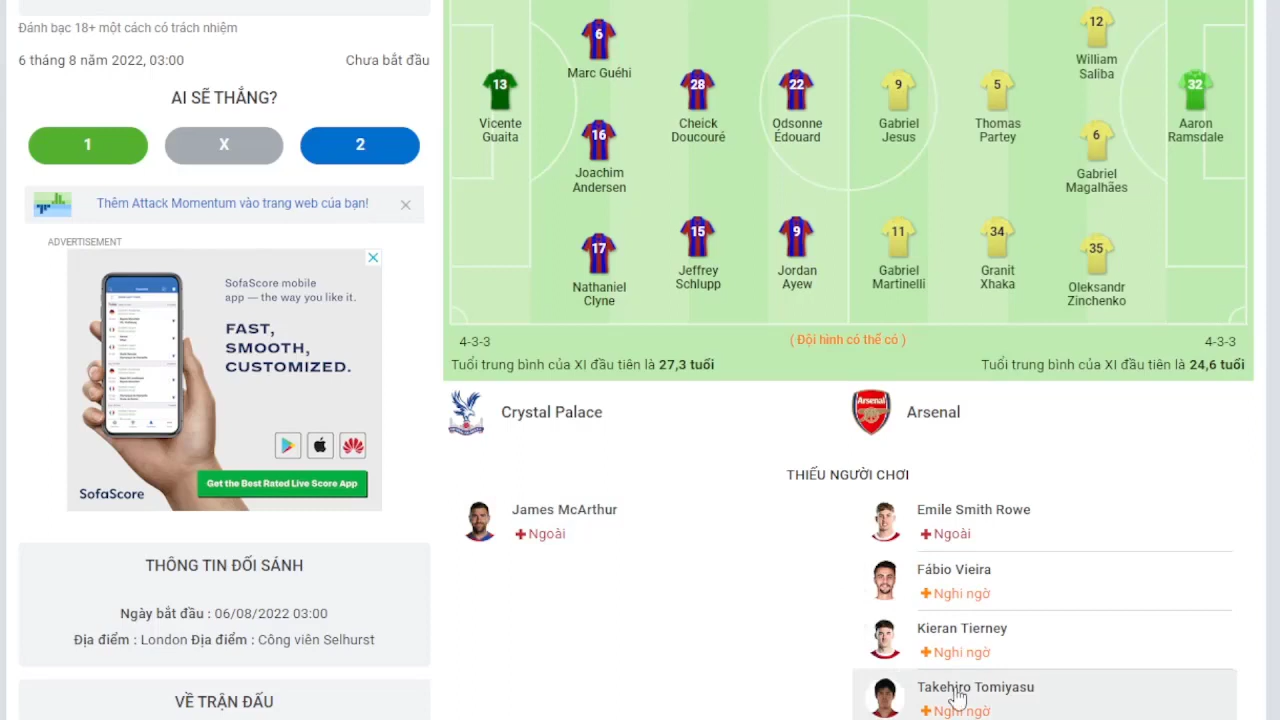 Đánh bạc 18+ một cách có trách nhiệm
6 tháng 8 năm 2022, 03:00
Chưa bắt đầu
AI SẼ THẮNG?
1
X
2
Thêm Attack Momentum vào trang web của bạn!
ADVERTISEMENT
SofaScore mobile
app — the way you like it.
FAST,
SMOOTH,
CUSTOMIZED.
SofaScore
Get the Best Rated Live Score App
THÔNG TIN ĐỐI SÁNH
Ngày bắt đầu : 06/08/2022 03:00
Địa điểm : London Địa điểm : Công viên Selhurst
VỀ TRẬN ĐẤU
13
Vicente
Guaita
6
Marc Guéhi
16
Joachim
Andersen
17
Nathaniel
Clyne
28
Cheick
Doucouré
15
Jeffrey
Schlupp
22
Odsonne
Édouard
9
Jordan
Ayew
9
Gabriel
Jesus
11
Gabriel
Martinelli
5
Thomas
Partey
34
Granit
Xhaka
12
William
Saliba
6
Gabriel
Magalhães
35
Oleksandr
Zinchenko
32
Aaron
Ramsdale
4-3-3
( Đội hình có thể có )
4-3-3
Tuổi trung bình của XI đầu tiên là 27,3 tuổi
Tuổi trung bình của XI đầu tiên là 24,6 tuổi
Crystal Palace
Arsenal
Arsenal
THIẾU NGƯỜI CHƠI
James McArthur
Ngoài
Emile Smith Rowe
Ngoài
Fábio Vieira
Nghi ngờ
Kieran Tierney
Nghi ngờ
Takehiro Tomiyasu
Nghi ngờ